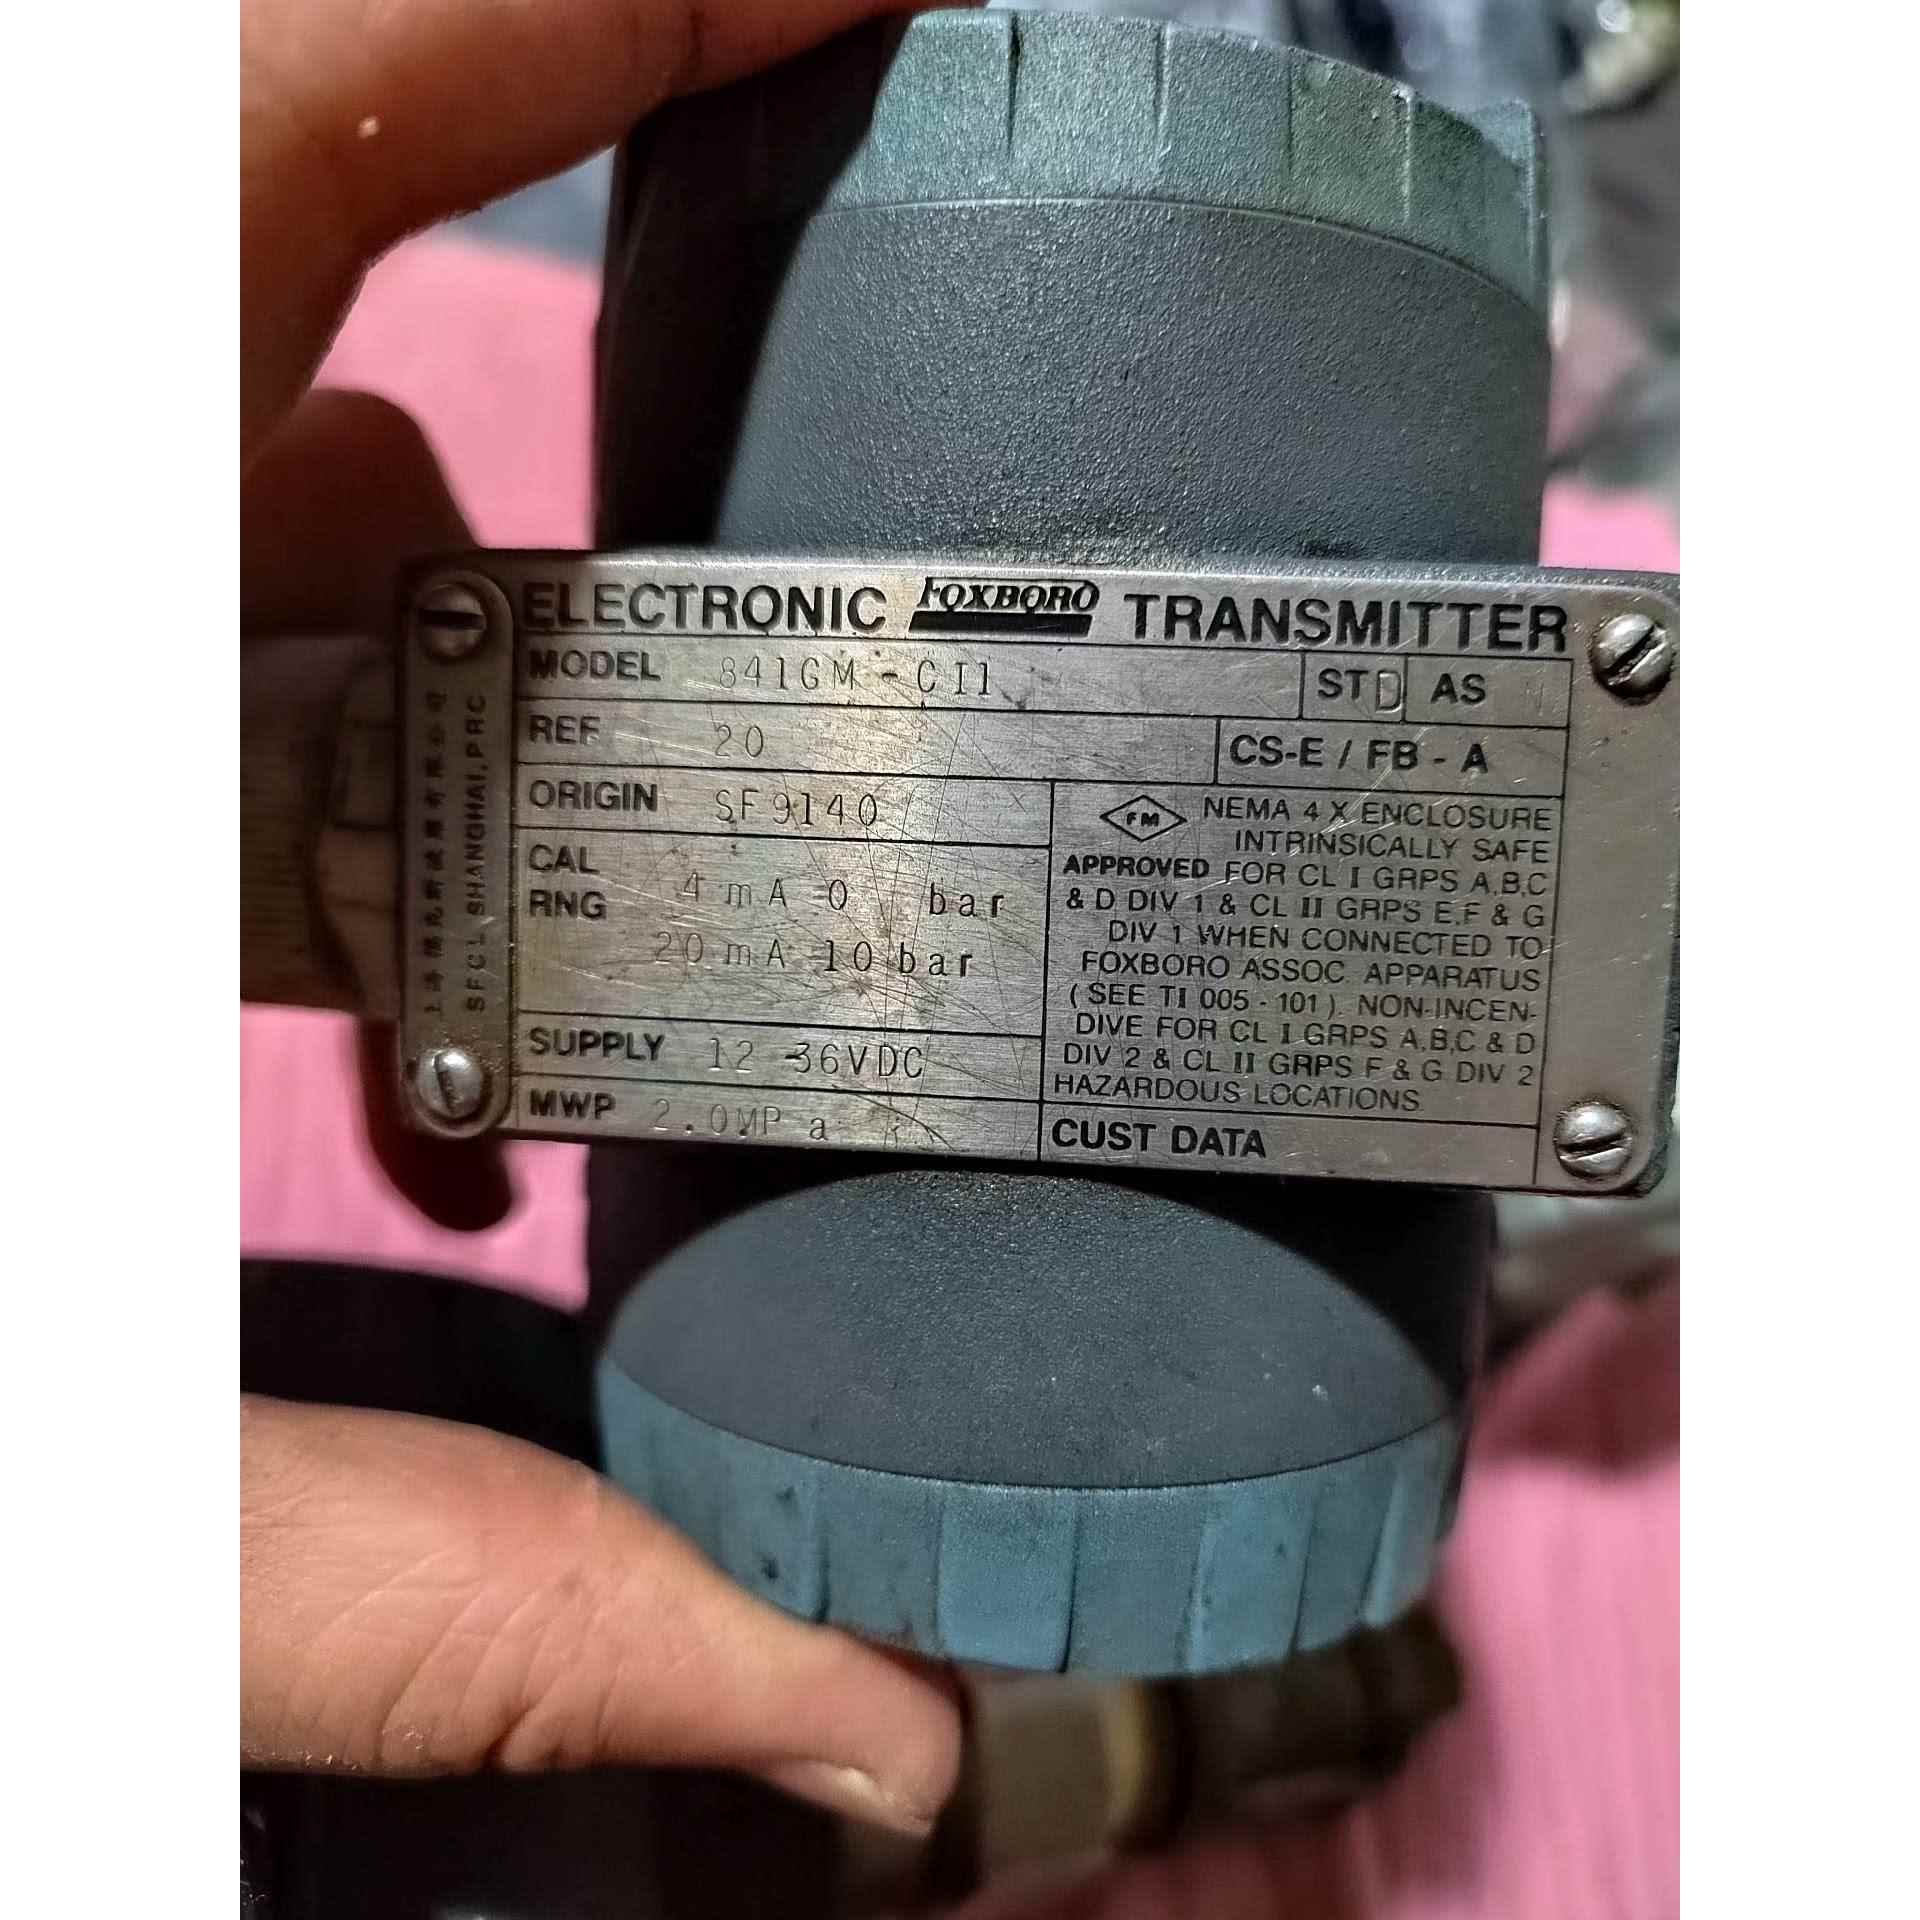 ELECTRONIC FOXBORO TRANSMITTER
MODEL 841GM-CI1 STD AS
REF 20 CS-E / FB - A
ORIGIN SF9140
CAL
RNG 4 mA 0 bar
20 mA 10 bar
SUPPLY 12-36VDC
MWP 2.0MPa
FM NEMA 4 X ENCLOSURE
INTRINSICALLY SAFE
APPROVED FOR CL I GRPS A,B,C
& D DIV 1 & CL II GRPS E,F & G
DIV 1 WHEN CONNECTED TO
FOXBORO ASSOC. APPARATUS
(SEE TI 005 - 101). NON-INCEN-
DIVE FOR CL I GRPS A,B,C & D
DIV 2 & CL II GRPS F & G DIV 2
HAZARDOUS LOCATIONS
CUST DATA
SFCL SHANGHAI,PRC